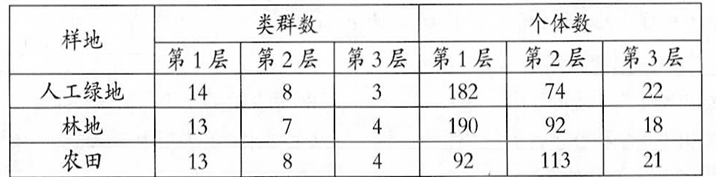 样地 类群数 个体数
第1层 第2层 第3层 第1层 第2层 第3层
人工绿地 14 8 3 182 74 22
林地 13 7 4 190 92 18
农田 13 8 4 92 113 21